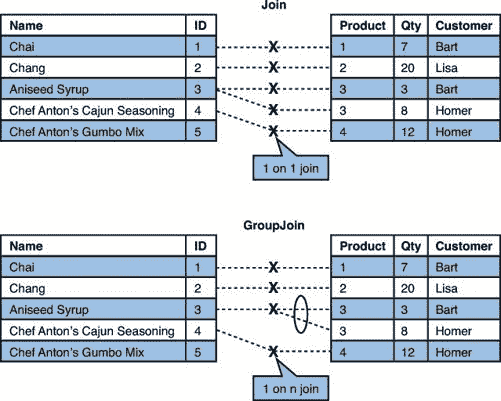 Join
Name ID Product Qty Customer
Chai 1 X 1 7 Bart
Chang 2 X 2 20 Lisa
Aniseed Syrup 3 X 3 3 Bart
Chef Anton's Cajun Seasoning 4 X 3 8 Homer
Chef Anton's Gumbo Mix 5 X 4 12 Homer
1 on 1 join
GroupJoin
Name ID Product Qty Customer
Chai 1 X 1 7 Bart
Chang 2 X 2 20 Lisa
Aniseed Syrup 3 X 3 3 Bart
Chef Anton's Cajun Seasoning 4 3 8 Homer
Chef Anton's Gumbo Mix 5 X 4 12 Homer
1 on n join